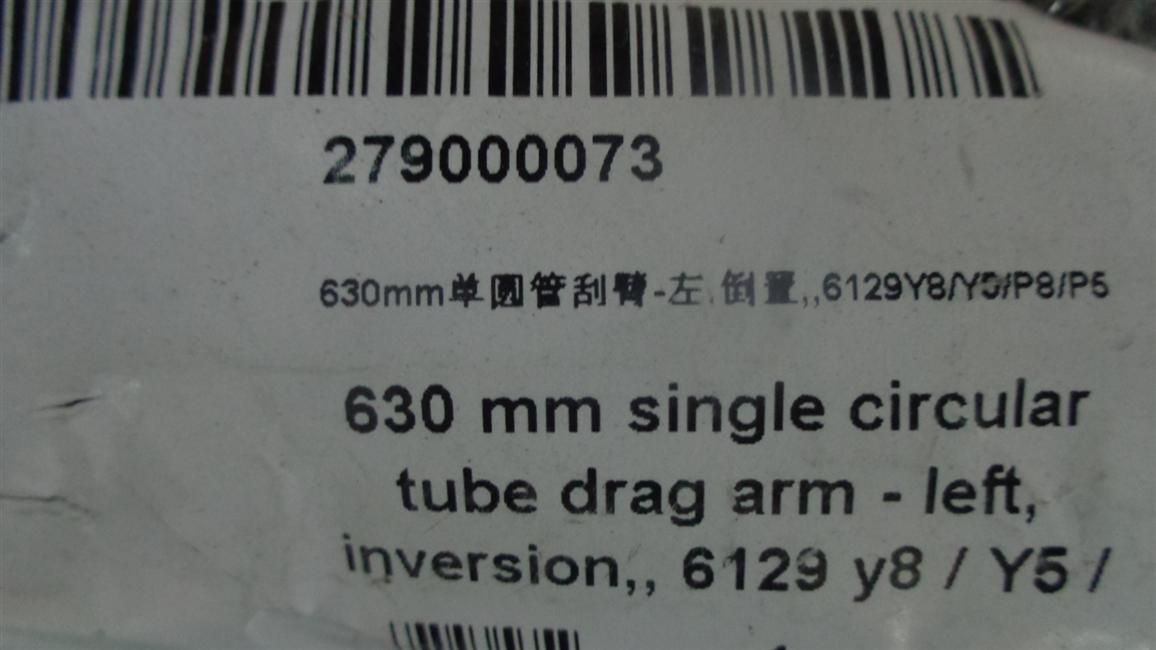 279000073
630mm单圆管刮臂-左,倒置,,6129Y8/Y5/P8/P5
630 mm single circular
tube drag arm - left,
inversion,, 6129 y8 / Y5 /